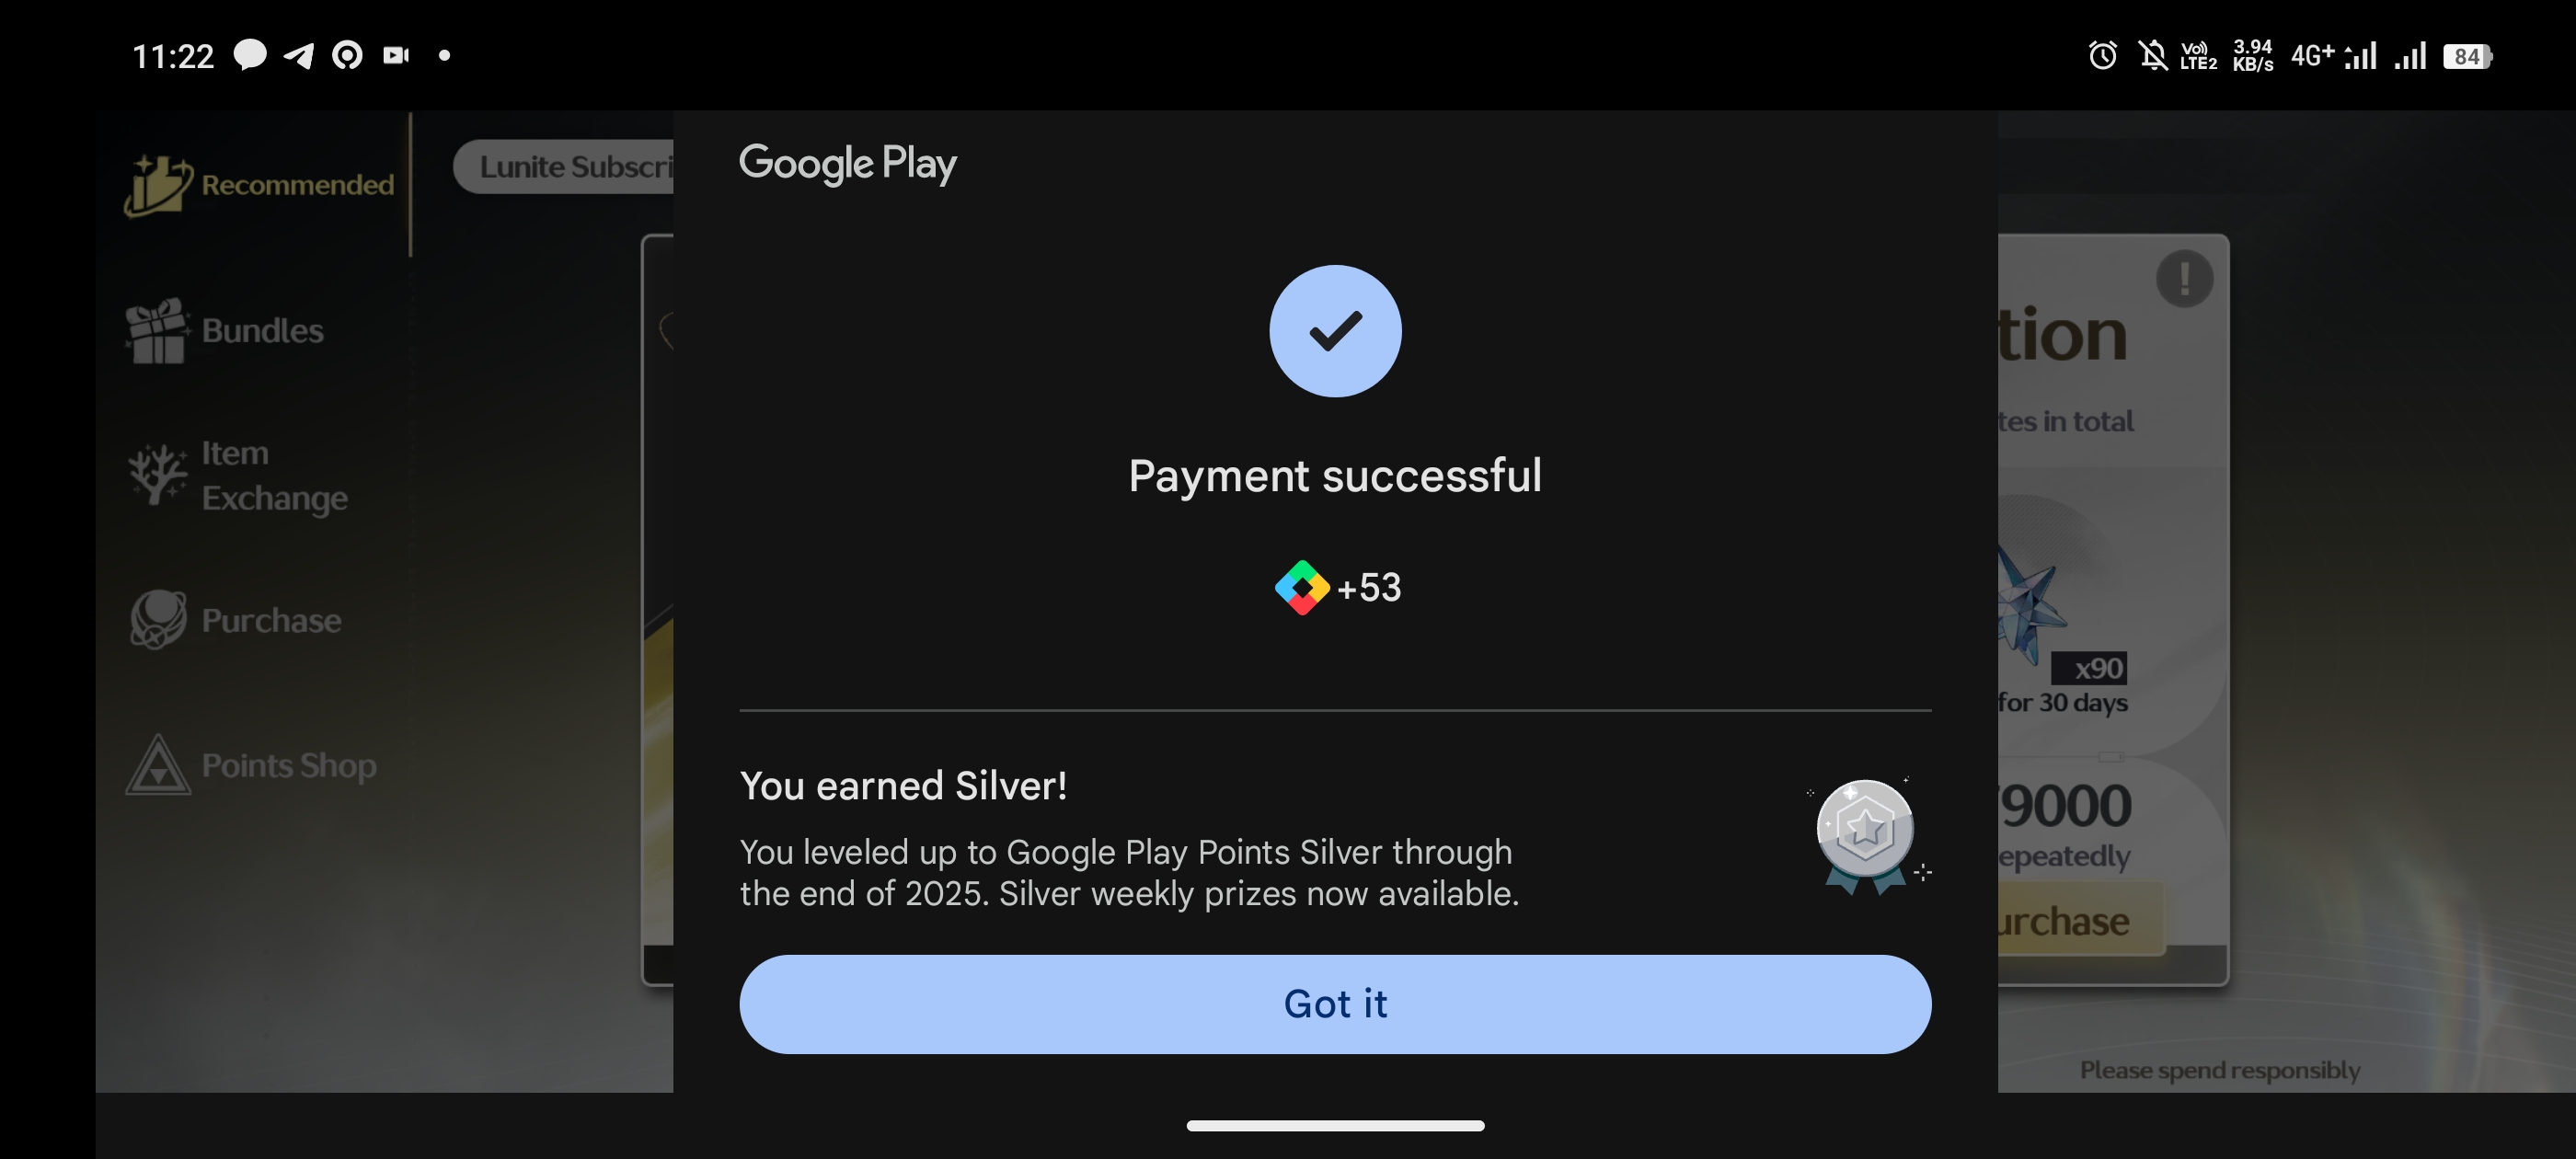 11:22
Vo)) LTE2
3.94 KB/s
4G+
84
Recommended
Bundles
Item
Exchange
Purchase
Points Shop
Lunite Subscri
Google Play
Payment successful
+53
You earned Silver!
You leveled up to Google Play Points Silver through
the end of 2025. Silver weekly prizes now available.
Got it
tion
tes in total
x90
for 30 days
9000
epeatedly
urchase
Please spend responsibly